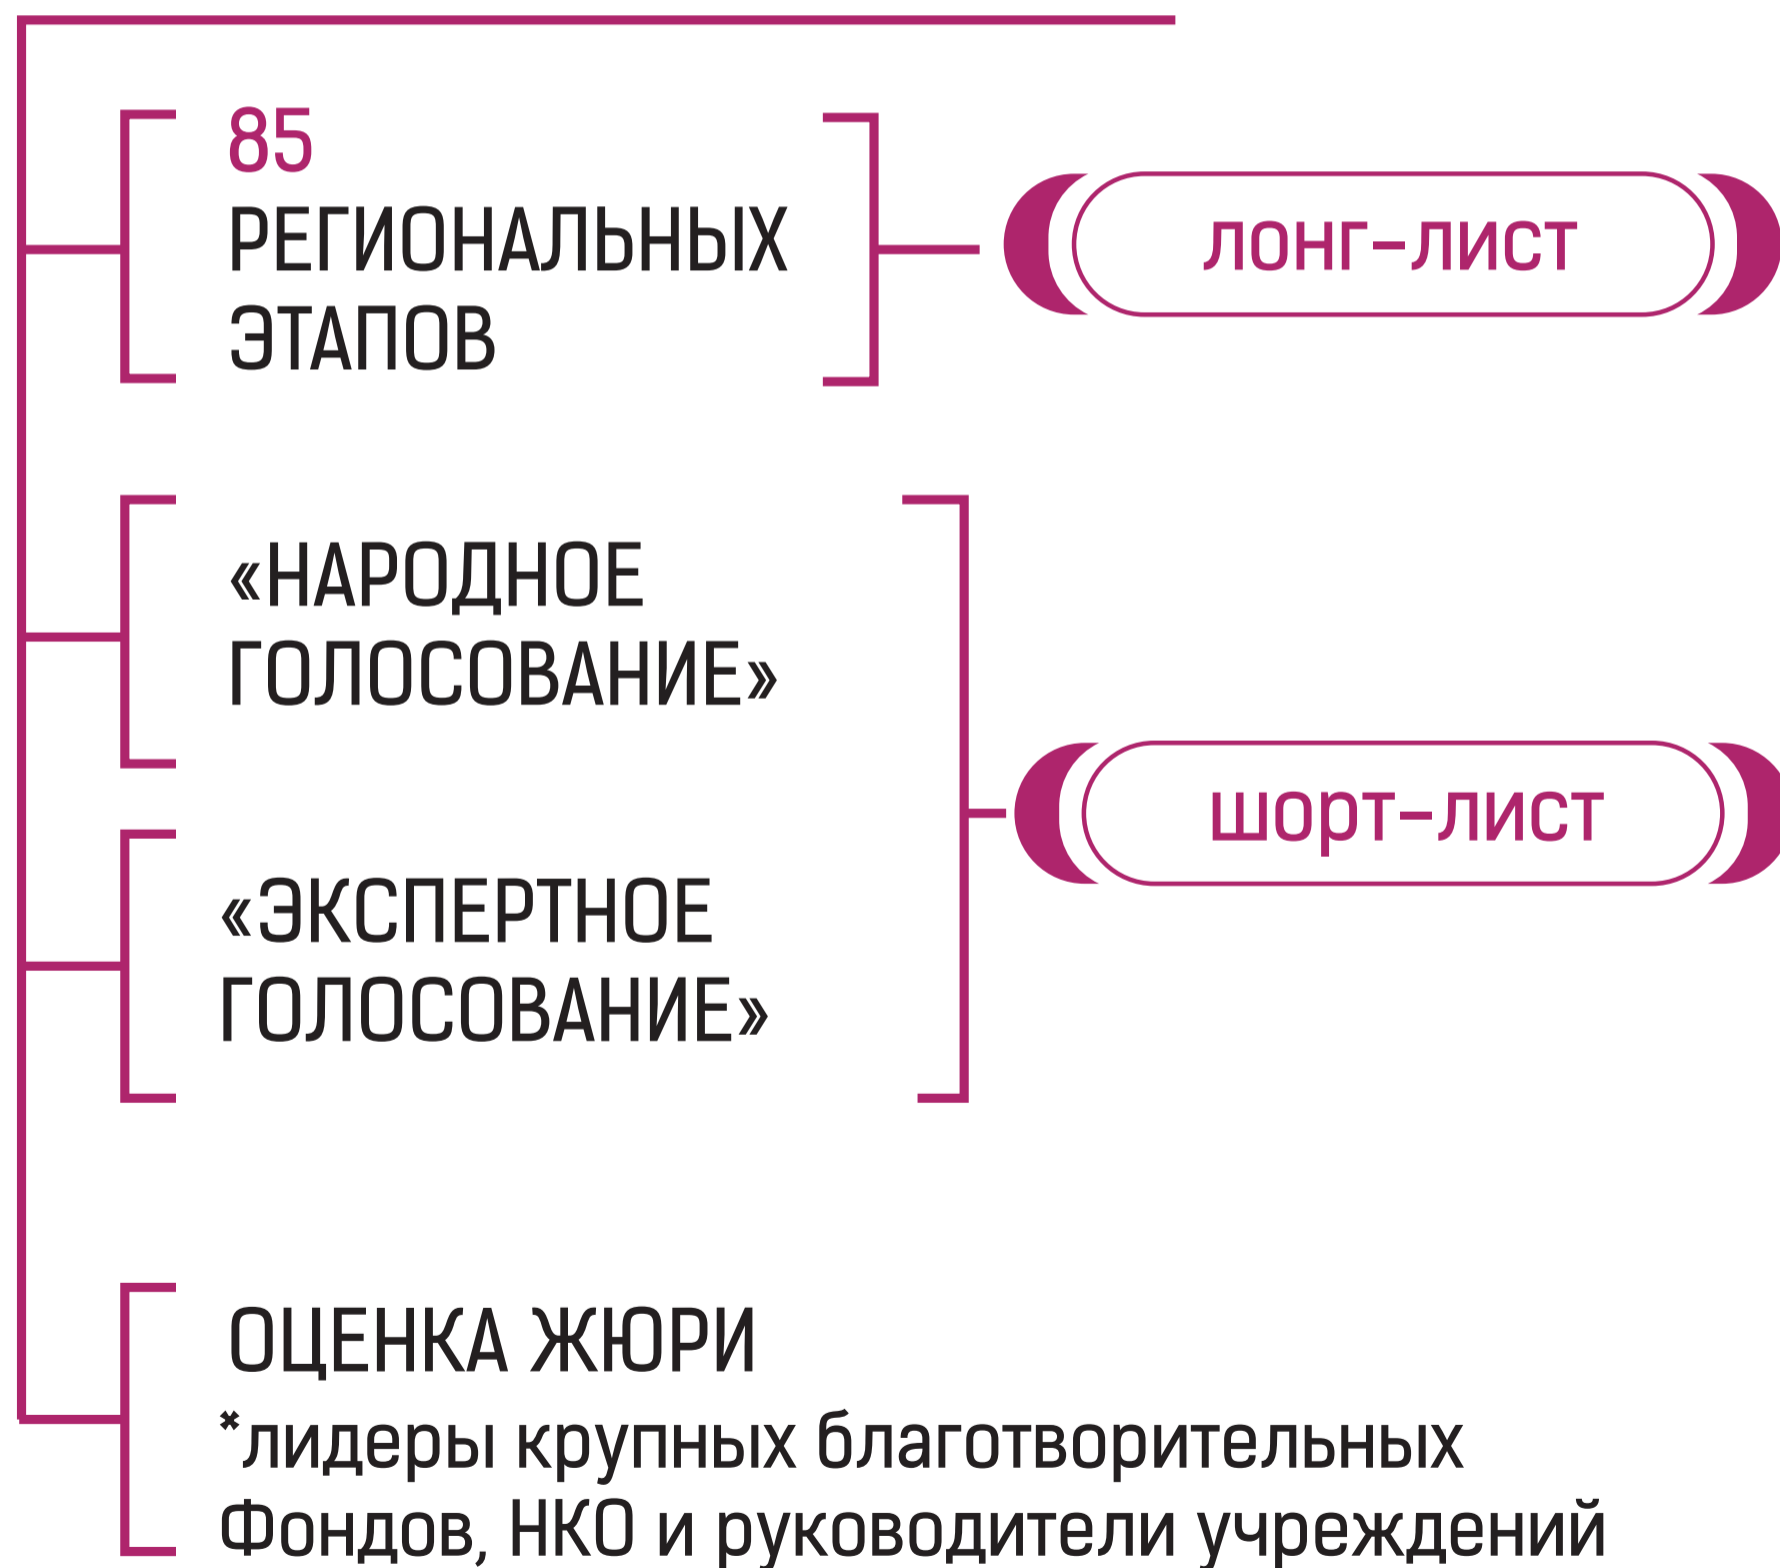 85
РЕГИОНАЛЬНЫХ
ЭТАПОВ
ЛОНГ-ЛИСТ
«НАРОДНОЕ
ГОЛОСОВАНИЕ»
ШОРТ-ЛИСТ
«ЭКСПЕРТНОЕ
ГОЛОСОВАНИЕ»
ОЦЕНКА ЖЮРИ
*лидеры крупных благотворительных
Фондов, НКО и руководители учреждений